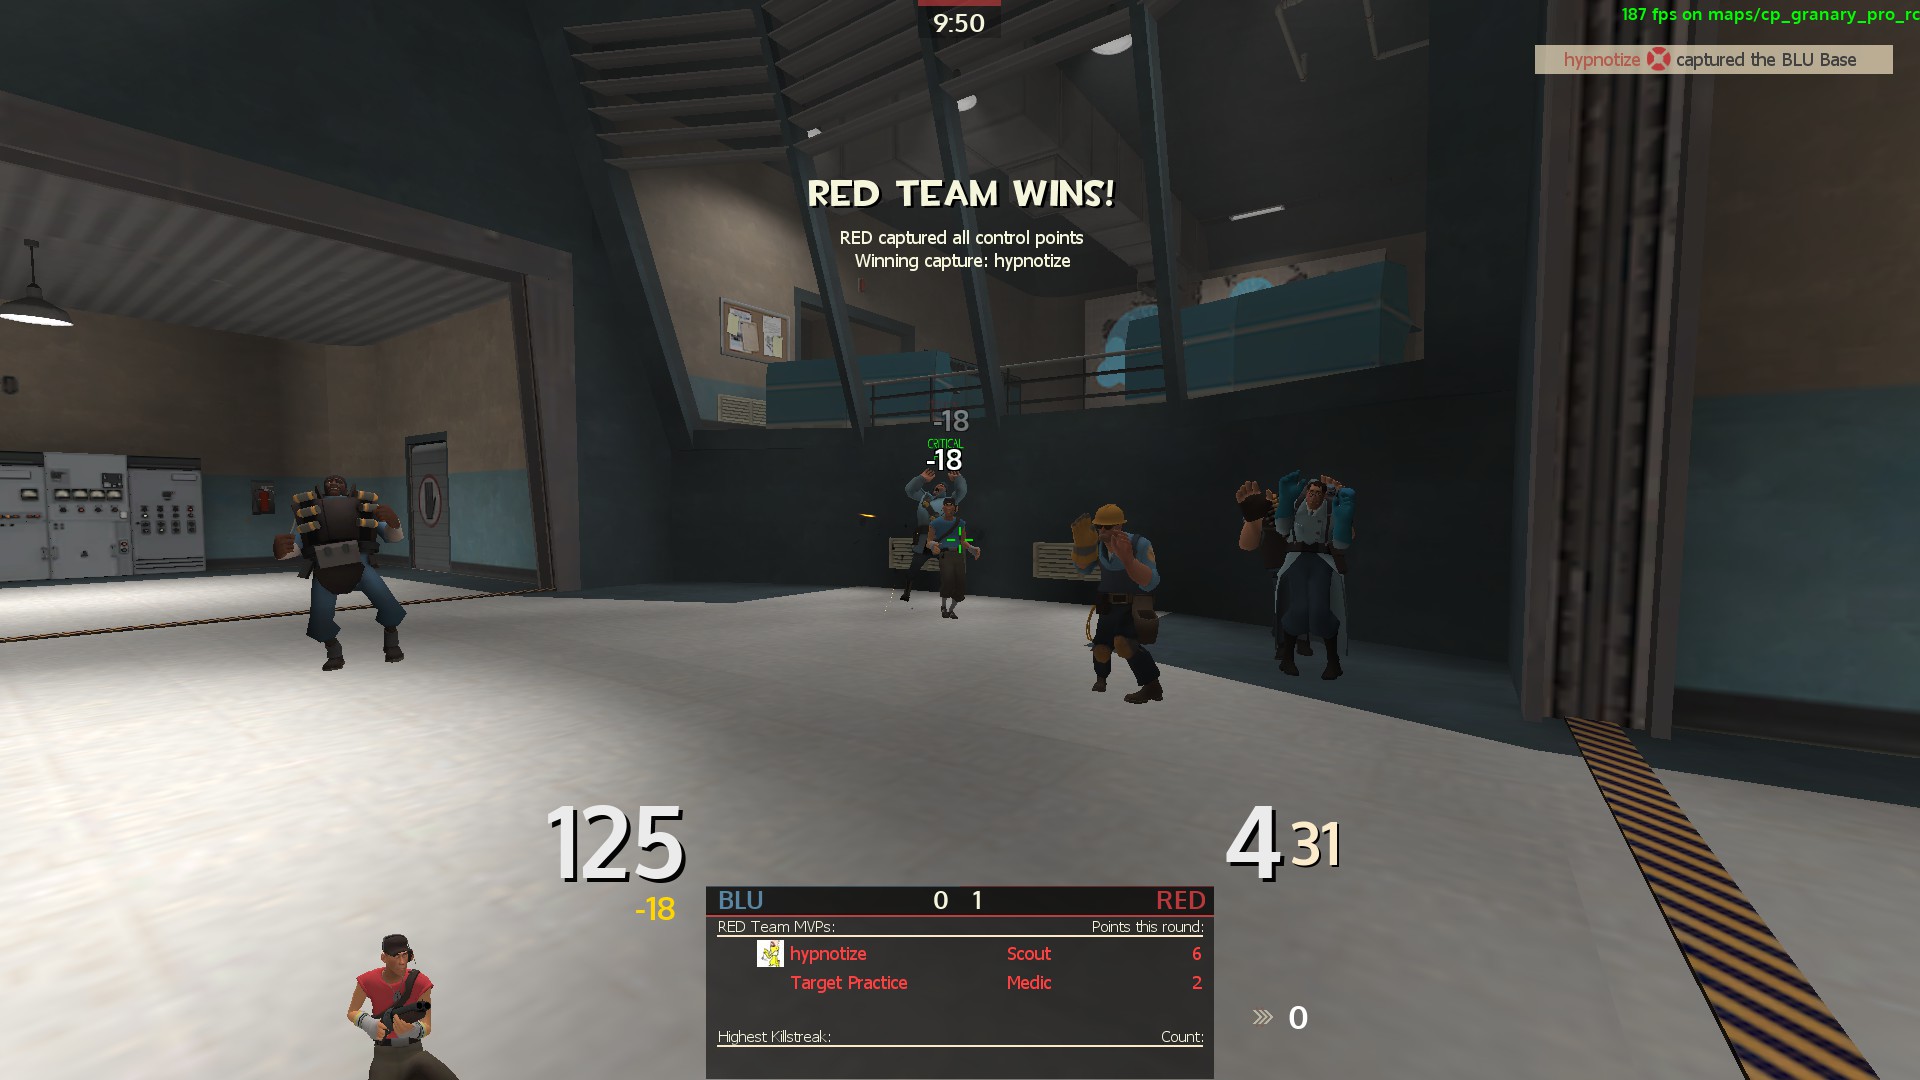 9:50
187 fps on maps/cp_granary_pro_rc
hypnotize captured the BLU Base
RED TEAM WINS!
RED captured all control points
Winning capture: hypnotize
-18
CRITICAL
-18
125
4 31
-18
BLU 0 1 RED
RED Team MVPs: Points this round:
hypnotize Scout 6
Target Practice Medic 2
0
Highest Killstreak: Count: